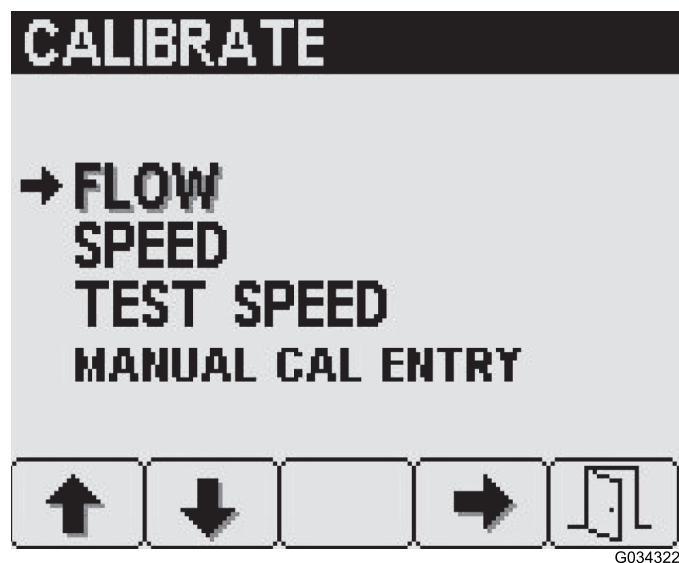 CALIBRATE
FLOW
SPEED
TEST SPEED
MANUAL CAL ENTRY
G034322